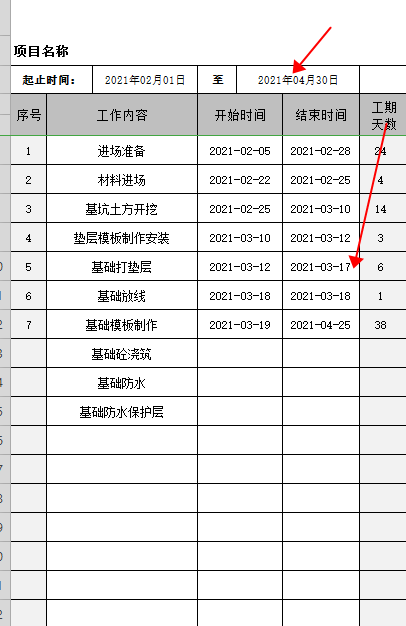 项目名称
起止时间： 2021年02月01日 至 2021年04月30日
序号 工作内容 开始时间 结束时间 工期天数
1 进场准备 2021-02-05 2021-02-28 24
2 材料进场 2021-02-22 2021-02-25 4
3 基坑土方开挖 2021-02-25 2021-03-10 14
4 垫层模板制作安装 2021-03-10 2021-03-12 3
5 基础打垫层 2021-03-12 2021-03-17 6
6 基础放线 2021-03-18 2021-03-18 1
7 基础模板制作 2021-03-19 2021-04-25 38
基础砼浇筑
基础防水
基础防水保护层